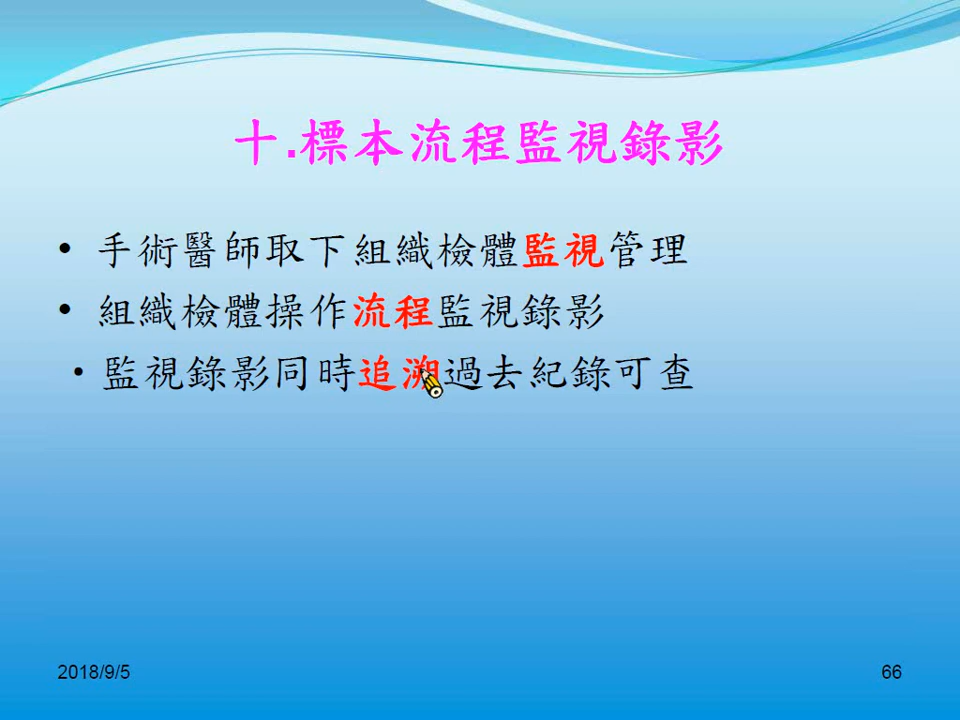 十.標本流程監視錄影
• 手術醫師取下組織檢體監視管理
• 組織檢體操作流程監視錄影
• 監視錄影同時追溯過去紀錄可查
2018/9/5
66